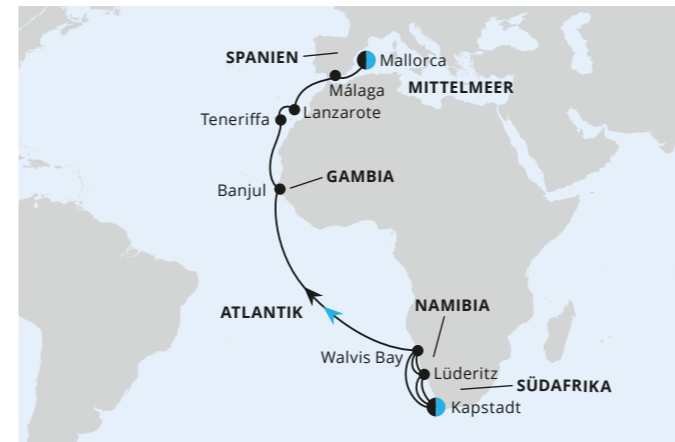 SPANIEN
Mallorca
Málaga
MITTELMEER
Lanzarote
Teneriffa
GAMBIA
Banjul
ATLANTIK
NAMIBIA
Walvis Bay
Lüderitz
SÜDAFRIKA
Kapstadt